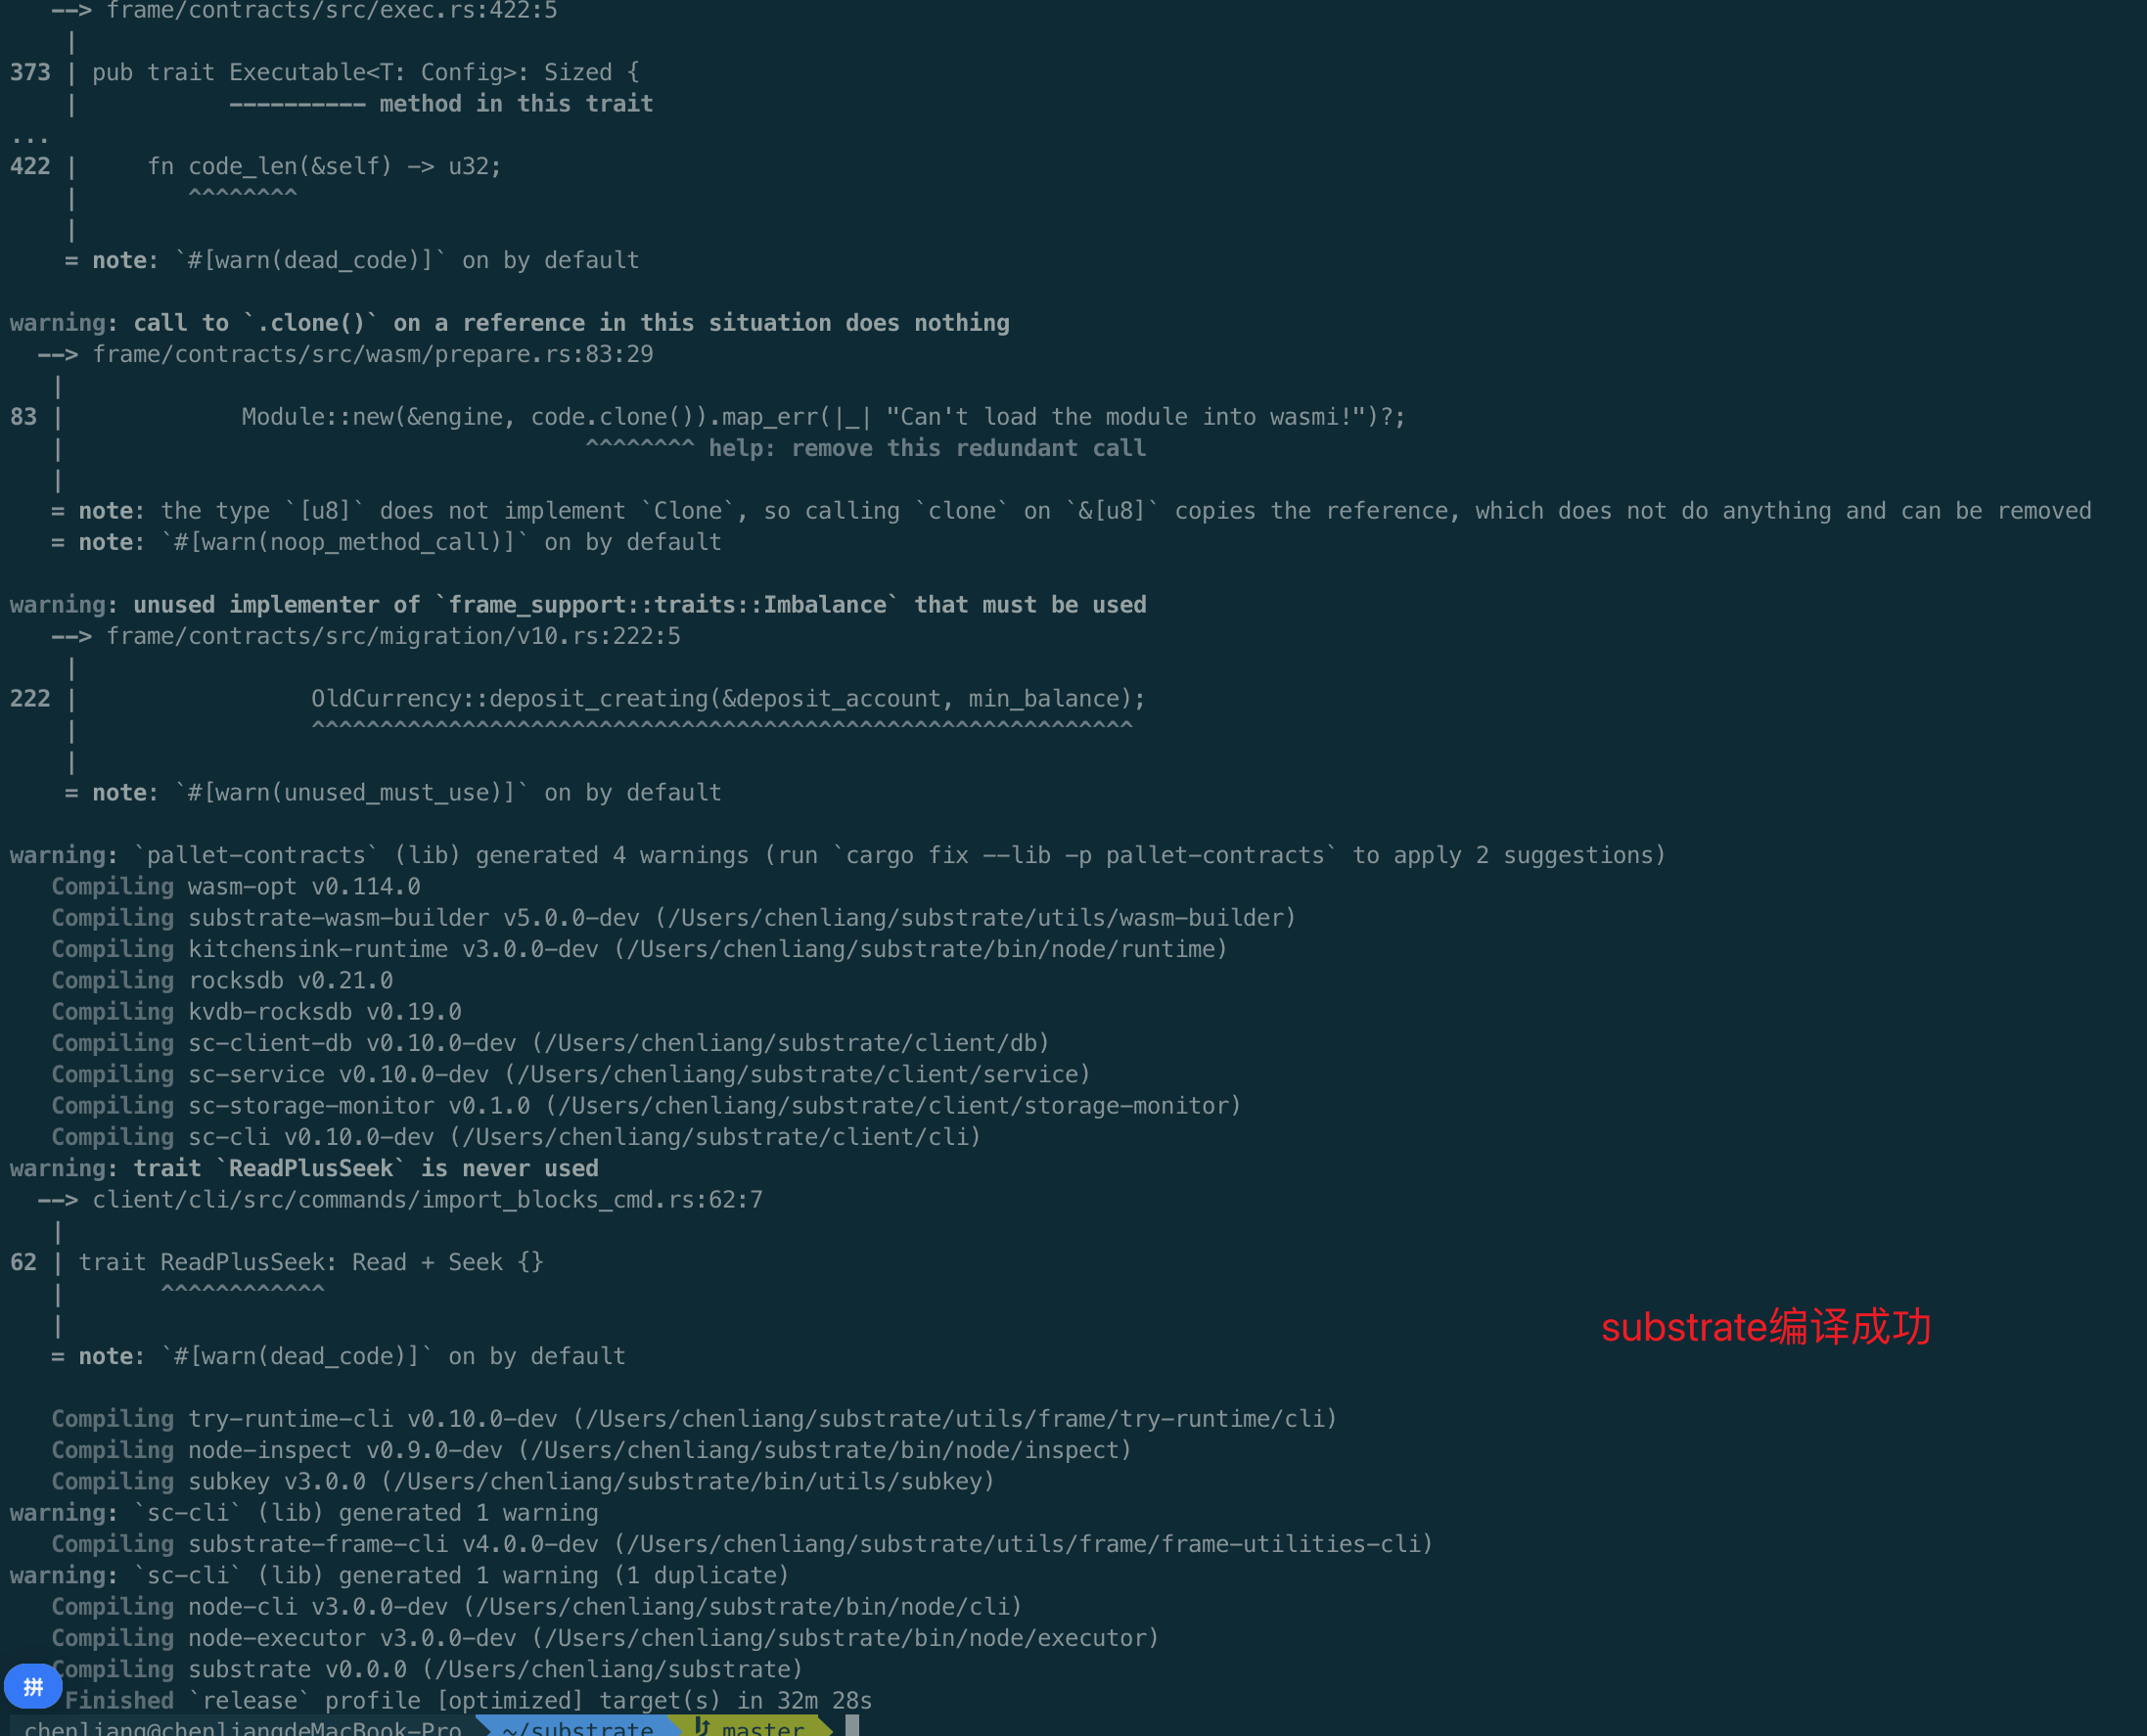 --> frame/contracts/src/exec.rs:422:5
|
373 | pub trait Executable<T: Config>: Sized {
| ---------- method in this trait
...
422 | fn code_len(&self) -> u32;
| ^^^^^^^^
|
= note: `#[warn(dead_code)]` on by default
warning: call to `.clone()` on a reference in this situation does nothing
--> frame/contracts/src/wasm/prepare.rs:83:29
|
83 | Module::new(&engine, code.clone()).map_err(|_| "Can't load the module into wasmi!")?;
| ^^^^^^^^ help: remove this redundant call
|
= note: the type `[u8]` does not implement `Clone`, so calling `clone` on `&[u8]` copies the reference, which does not do anything and can be removed
= note: `#[warn(noop_method_call)]` on by default
warning: unused implementer of `frame_support::traits::Imbalance` that must be used
--> frame/contracts/src/migration/v10.rs:222:5
|
222 | OldCurrency::deposit_creating(&deposit_account, min_balance);
| ^^^^^^^^^^^^^^^^^^^^^^^^^^^^^^^^^^^^^^^^^^^^^^^^^^^^^^^^^^^^
|
= note: `#[warn(unused_must_use)]` on by default
warning: `pallet-contracts` (lib) generated 4 warnings (run `cargo fix --lib -p pallet-contracts` to apply 2 suggestions)
Compiling wasm-opt v0.114.0
Compiling substrate-wasm-builder v5.0.0-dev (/Users/chenliang/substrate/utils/wasm-builder)
Compiling kitchensink-runtime v3.0.0-dev (/Users/chenliang/substrate/bin/node/runtime)
Compiling rocksdb v0.21.0
Compiling kvdb-rocksdb v0.19.0
Compiling sc-client-db v0.10.0-dev (/Users/chenliang/substrate/client/db)
Compiling sc-service v0.10.0-dev (/Users/chenliang/substrate/client/service)
Compiling sc-storage-monitor v0.1.0 (/Users/chenliang/substrate/client/storage-monitor)
Compiling sc-cli v0.10.0-dev (/Users/chenliang/substrate/client/cli)
warning: trait `ReadPlusSeek` is never used
--> client/cli/src/commands/import_blocks_cmd.rs:62:7
|
62 | trait ReadPlusSeek: Read + Seek {}
| ^^^^^^^^^^^^
|
substrate编译成功
= note: `#[warn(dead_code)]` on by default
Compiling try-runtime-cli v0.10.0-dev (/Users/chenliang/substrate/utils/frame/try-runtime/cli)
Compiling node-inspect v0.9.0-dev (/Users/chenliang/substrate/bin/node/inspect)
Compiling subkey v3.0.0 (/Users/chenliang/substrate/bin/utils/subkey)
warning: `sc-cli` (lib) generated 1 warning
Compiling substrate-frame-cli v4.0.0-dev (/Users/chenliang/substrate/utils/frame/frame-utilities-cli)
warning: `sc-cli` (lib) generated 1 warning (1 duplicate)
Compiling node-cli v3.0.0-dev (/Users/chenliang/substrate/bin/node/cli)
Compiling node-executor v3.0.0-dev (/Users/chenliang/substrate/bin/node/executor)
Compiling substrate v0.0.0 (/Users/chenliang/substrate)
拼
Finished `release` profile [optimized] target(s) in 32m 28s
chenliang@chenliangdeMacBook-Pro ~/substrate master